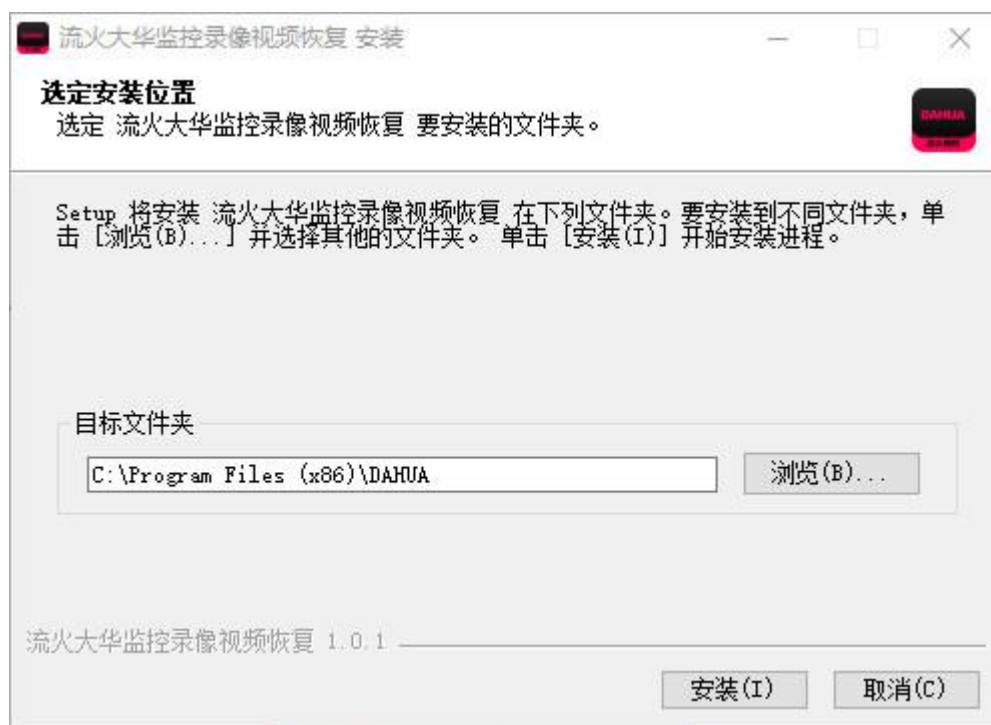 流火大华监控录像视频恢复 安装
选定安装位置
选定 流火大华监控录像视频恢复 要安装的文件夹。
DAHUA
Setup 将安装 流火大华监控录像视频恢复 在下列文件夹。要安装到不同文件夹，单
击 [浏览(B)...] 并选择其他的文件夹。 单击 [安装(I)] 开始安装进程。
目标文件夹
C:\Program Files (x86)\DAHUA
浏览(B)...
流火大华监控录像视频恢复 1.0.1
安装(I)
取消(C)